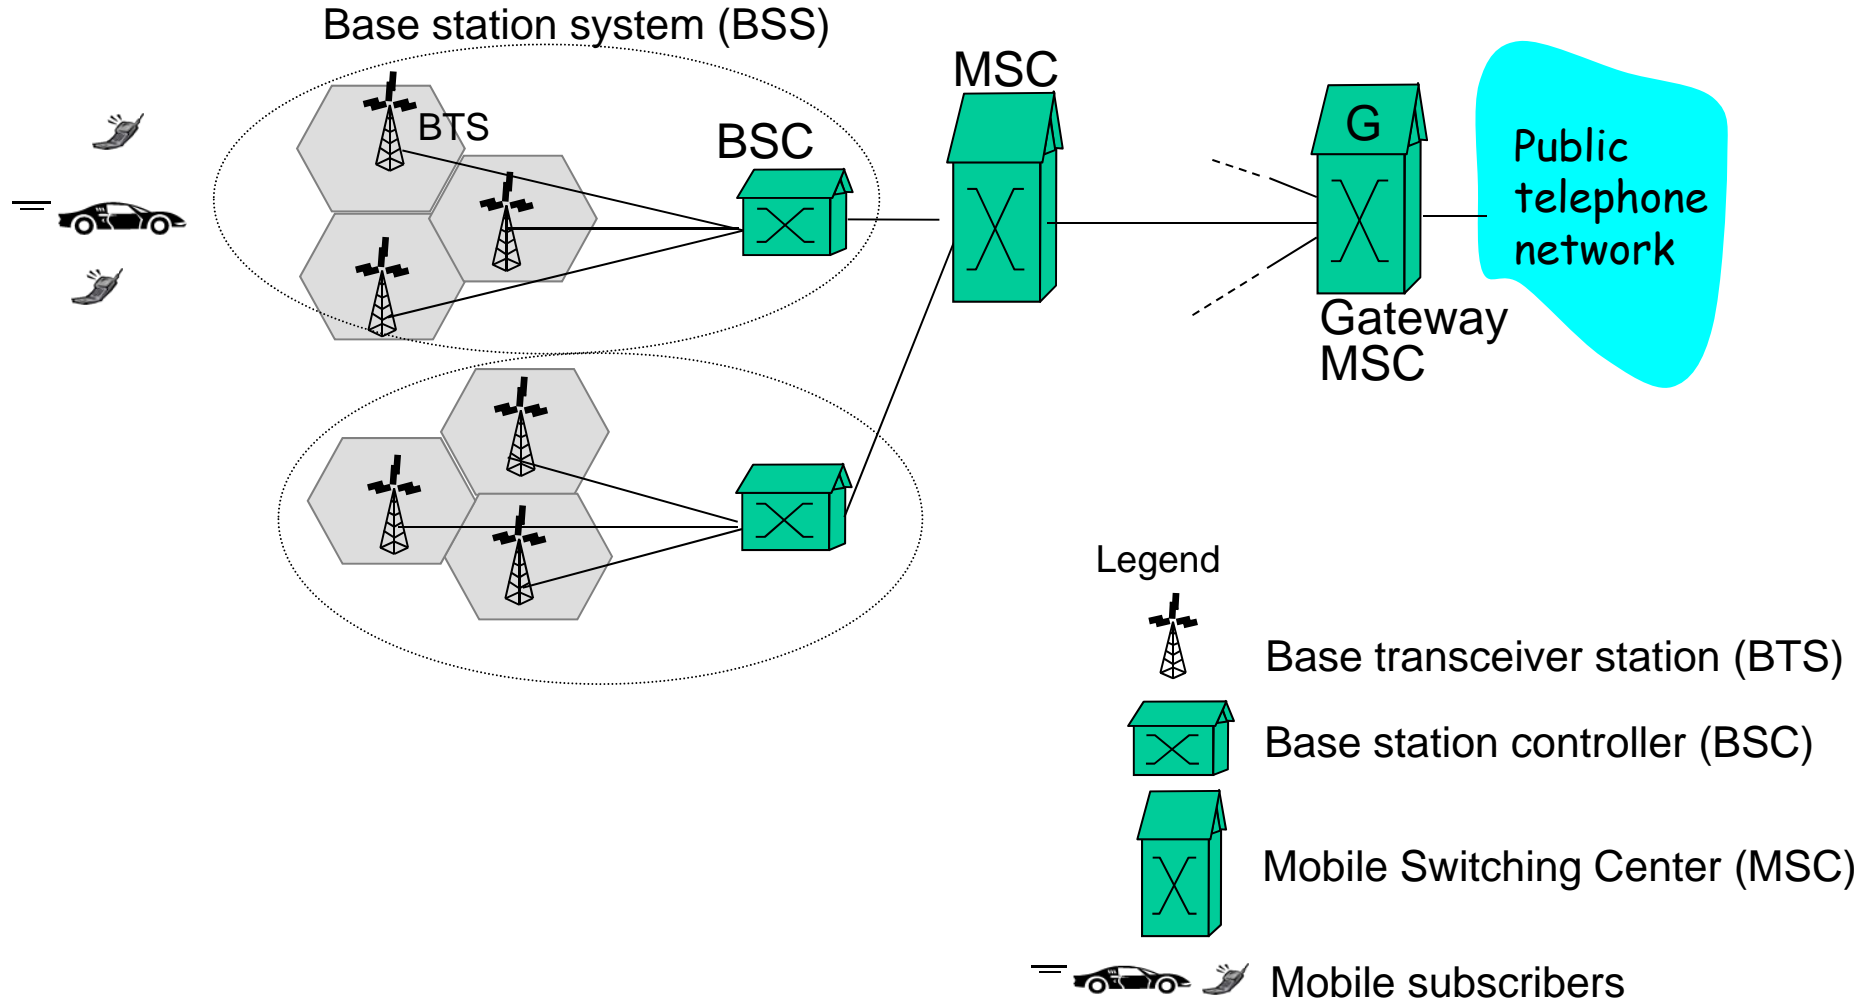 Base station system (BSS)
MSC
BTS
BSC
G
Public
telephone
network
Gateway
MSC
Legend
Base transceiver station (BTS)
Base station controller (BSC)
Mobile Switching Center (MSC)
Mobile subscribers